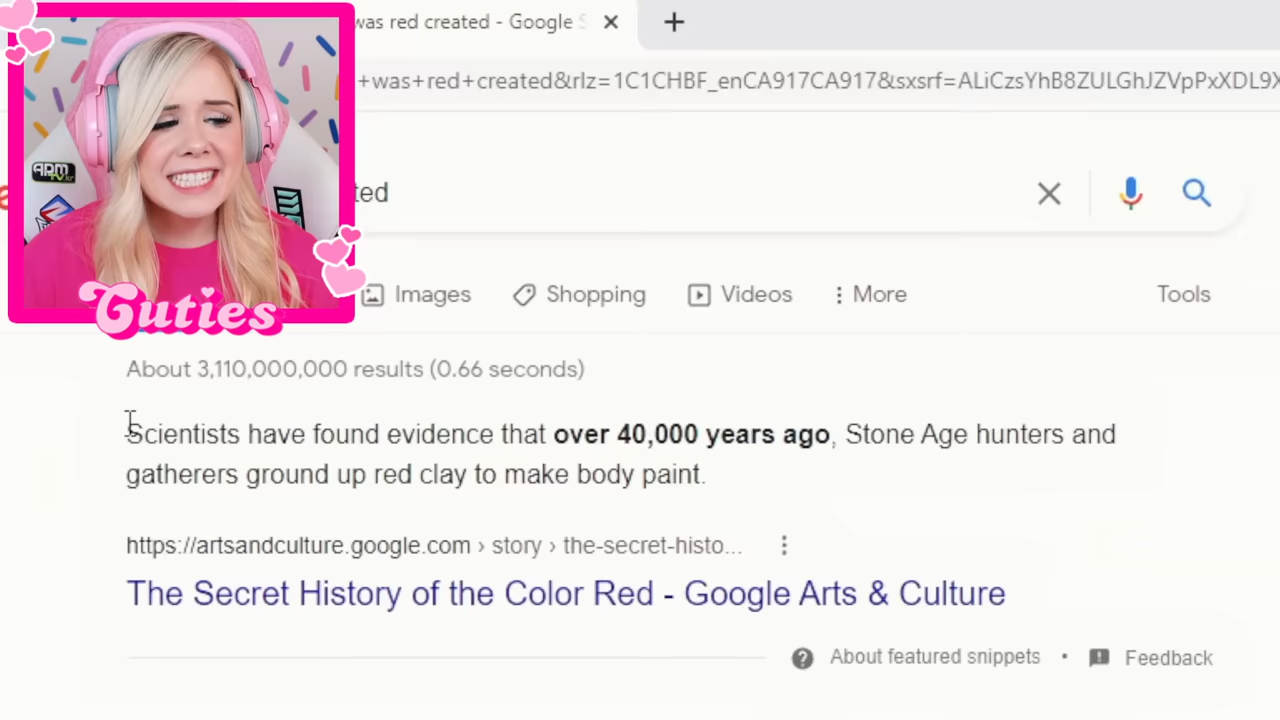 was red created - Google S
+was+red+created&rlz=1C1CHBF_enCA917CA917&sxsrf=ALiCzsYhB8ZULGhJZVpPxXDL9X
ted
Images
Shopping
Videos
More
Tools
Cuties
About 3,110,000,000 results (0.66 seconds)
Scientists have found evidence that over 40,000 years ago, Stone Age hunters and
gatherers ground up red clay to make body paint.
https://artsandculture.google.com › story › the-secret-histo...
The Secret History of the Color Red - Google Arts & Culture
About featured snippets • Feedback